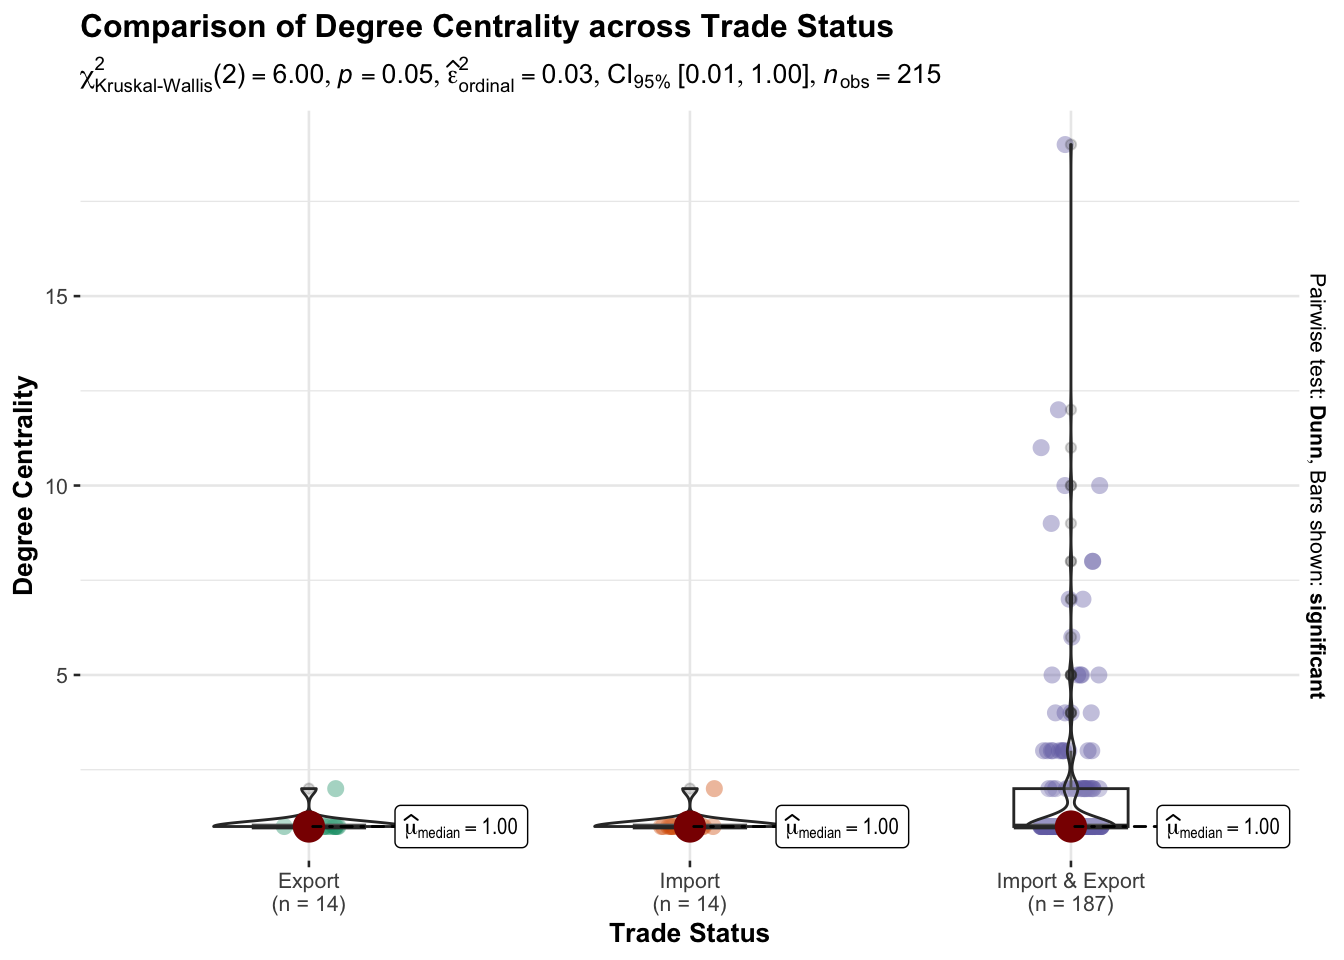 Comparison of Degree Centrality across Trade Status
χ²Kruskal-Wallis(2) = 6.00, p = 0.05, ε̂²ordinal = 0.03, CI95% [0.01, 1.00], nobs = 215
Degree Centrality
15
10
5
μ̂median = 1.00
μ̂median = 1.00
μ̂median = 1.00
Export
(n = 14)
Import
(n = 14)
Import & Export
(n = 187)
Trade Status
Pairwise test: Dunn, Bars shown: significant